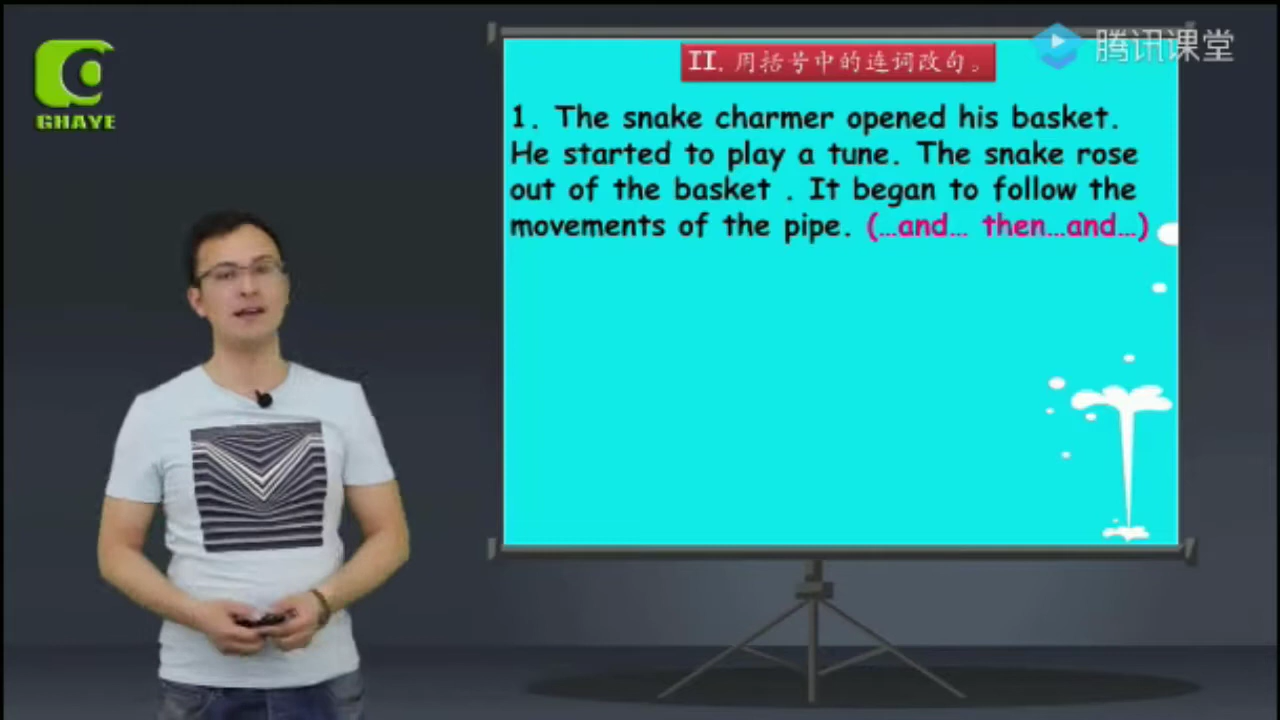 GHAYE
腾讯课堂
II. 用括号中的连词改句。
1. The snake charmer opened his basket.
He started to play a tune. The snake rose
out of the basket . It began to follow the
movements of the pipe. (…and… then…and…)